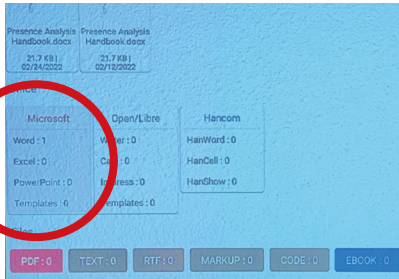 Presence Analysis Handbook.docx
21.7 KB |
02/24/2022
Presence Analysis Handbook.docx
21.7 KB |
02/12/2022
Microsoft
Word : 1
Excel : 0
PowerPoint : 0
Templates : 0
Open/Libre
Writer : 0
Calc : 0
Impress : 0
Templates : 0
Hancom
HanWord : 0
HanCell : 0
HanShow : 0
Files
PDF : 0
TEXT : 0
RTF : 0
MARKUP : 0
CODE : 0
EBOOK : 0